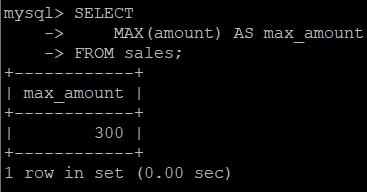 mysql> SELECT
    ->     MAX(amount) AS max_amount
    -> FROM sales;
+------------+
| max_amount |
+------------+
|        300 |
+------------+
1 row in set (0.00 sec)